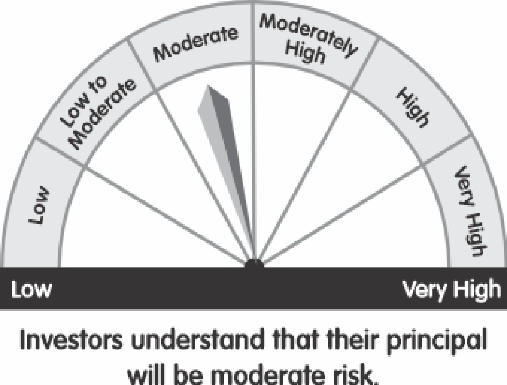 Low
Low to
Moderate
Moderate
Moderately
High
High
Very High
Low
Very High
Investors understand that their principal
will be moderate risk.